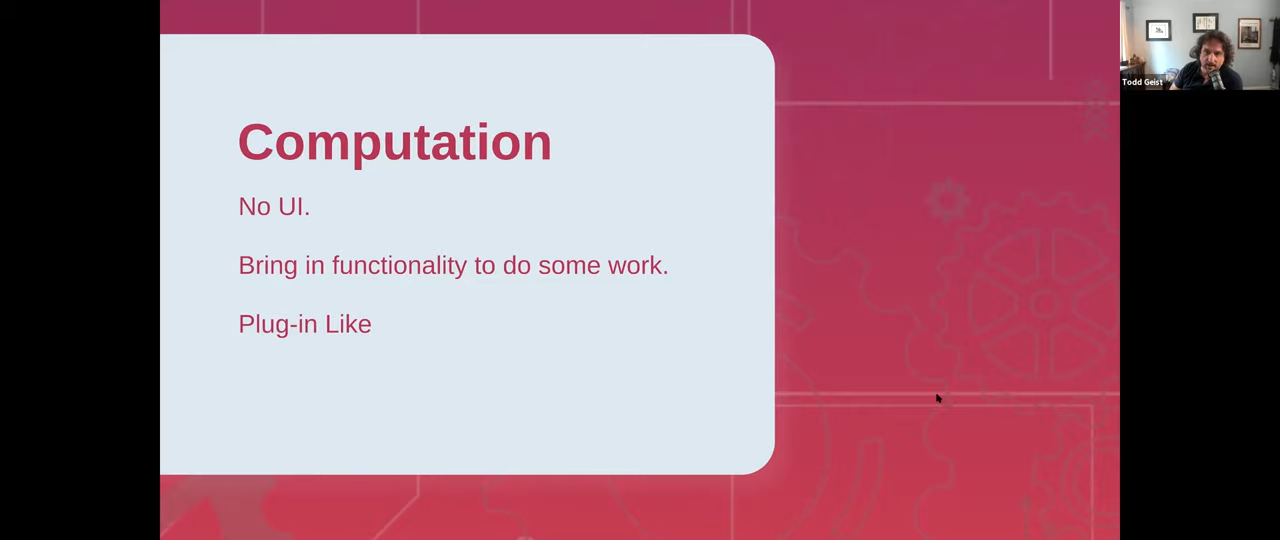 Computation
No UI.
Bring in functionality to do some work.
Plug-in Like
Todd Geist